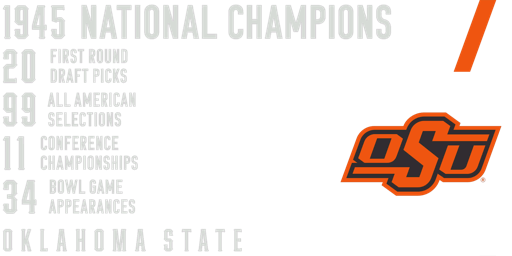 1945 NATIONAL CHAMPIONS
20 FIRST ROUND
DRAFT PICKS
99 ALL AMERICAN
SELECTIONS
11 CONFERENCE
CHAMPIONSHIPS
34 BOWL GAME
APPEARANCES
OKLAHOMA STATE
OSU
®